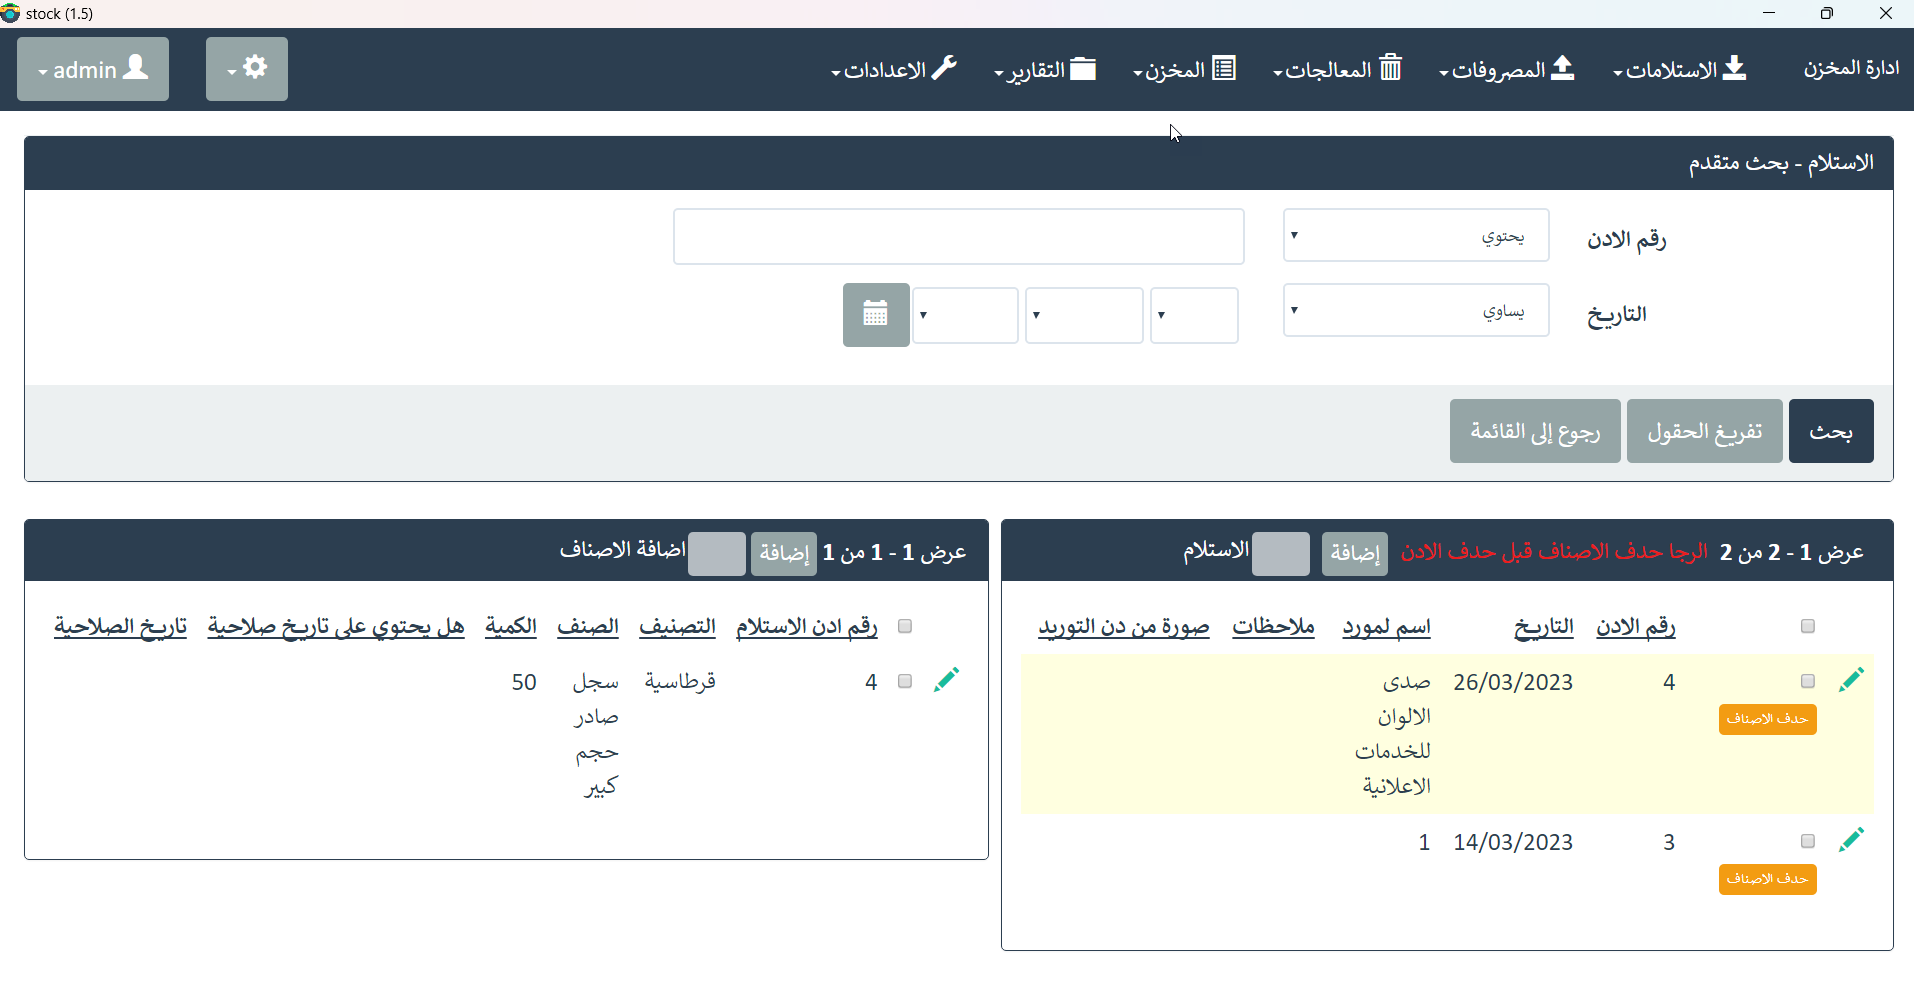 stock (1.5)
ادارة المخزن
الاستلامات
المصروفات
المعالجات
المخزن
التقارير
الاعدادات
admin
الاستلام - بحث متقدم
رقم الادن
يحتوي
التاريخ
يساوي
بحث
تفريغ الحقول
رجوع إلى القائمة
عرض 1 - 2 من 2 الرجا حدف الاصناف قبل حدف الادن إضافة الاستلام
رقم الادن التاريخ اسم لمورد ملاحظات صورة من دن التوريد
4 26/03/2023 صدى
الالوان
للخدمات
الاعلانية
حدف الاصناف
3 14/03/2023 1
حدف الاصناف
عرض 1 - 1 من 1 إضافة اضافة الاصناف
رقم ادن الاستلام التصنيف الصنف الكمية هل يحتوي على تاريخ صلاحية تاريخ الصلاحية
4 قرطاسية سجل 50
صادر
حجم
كبير